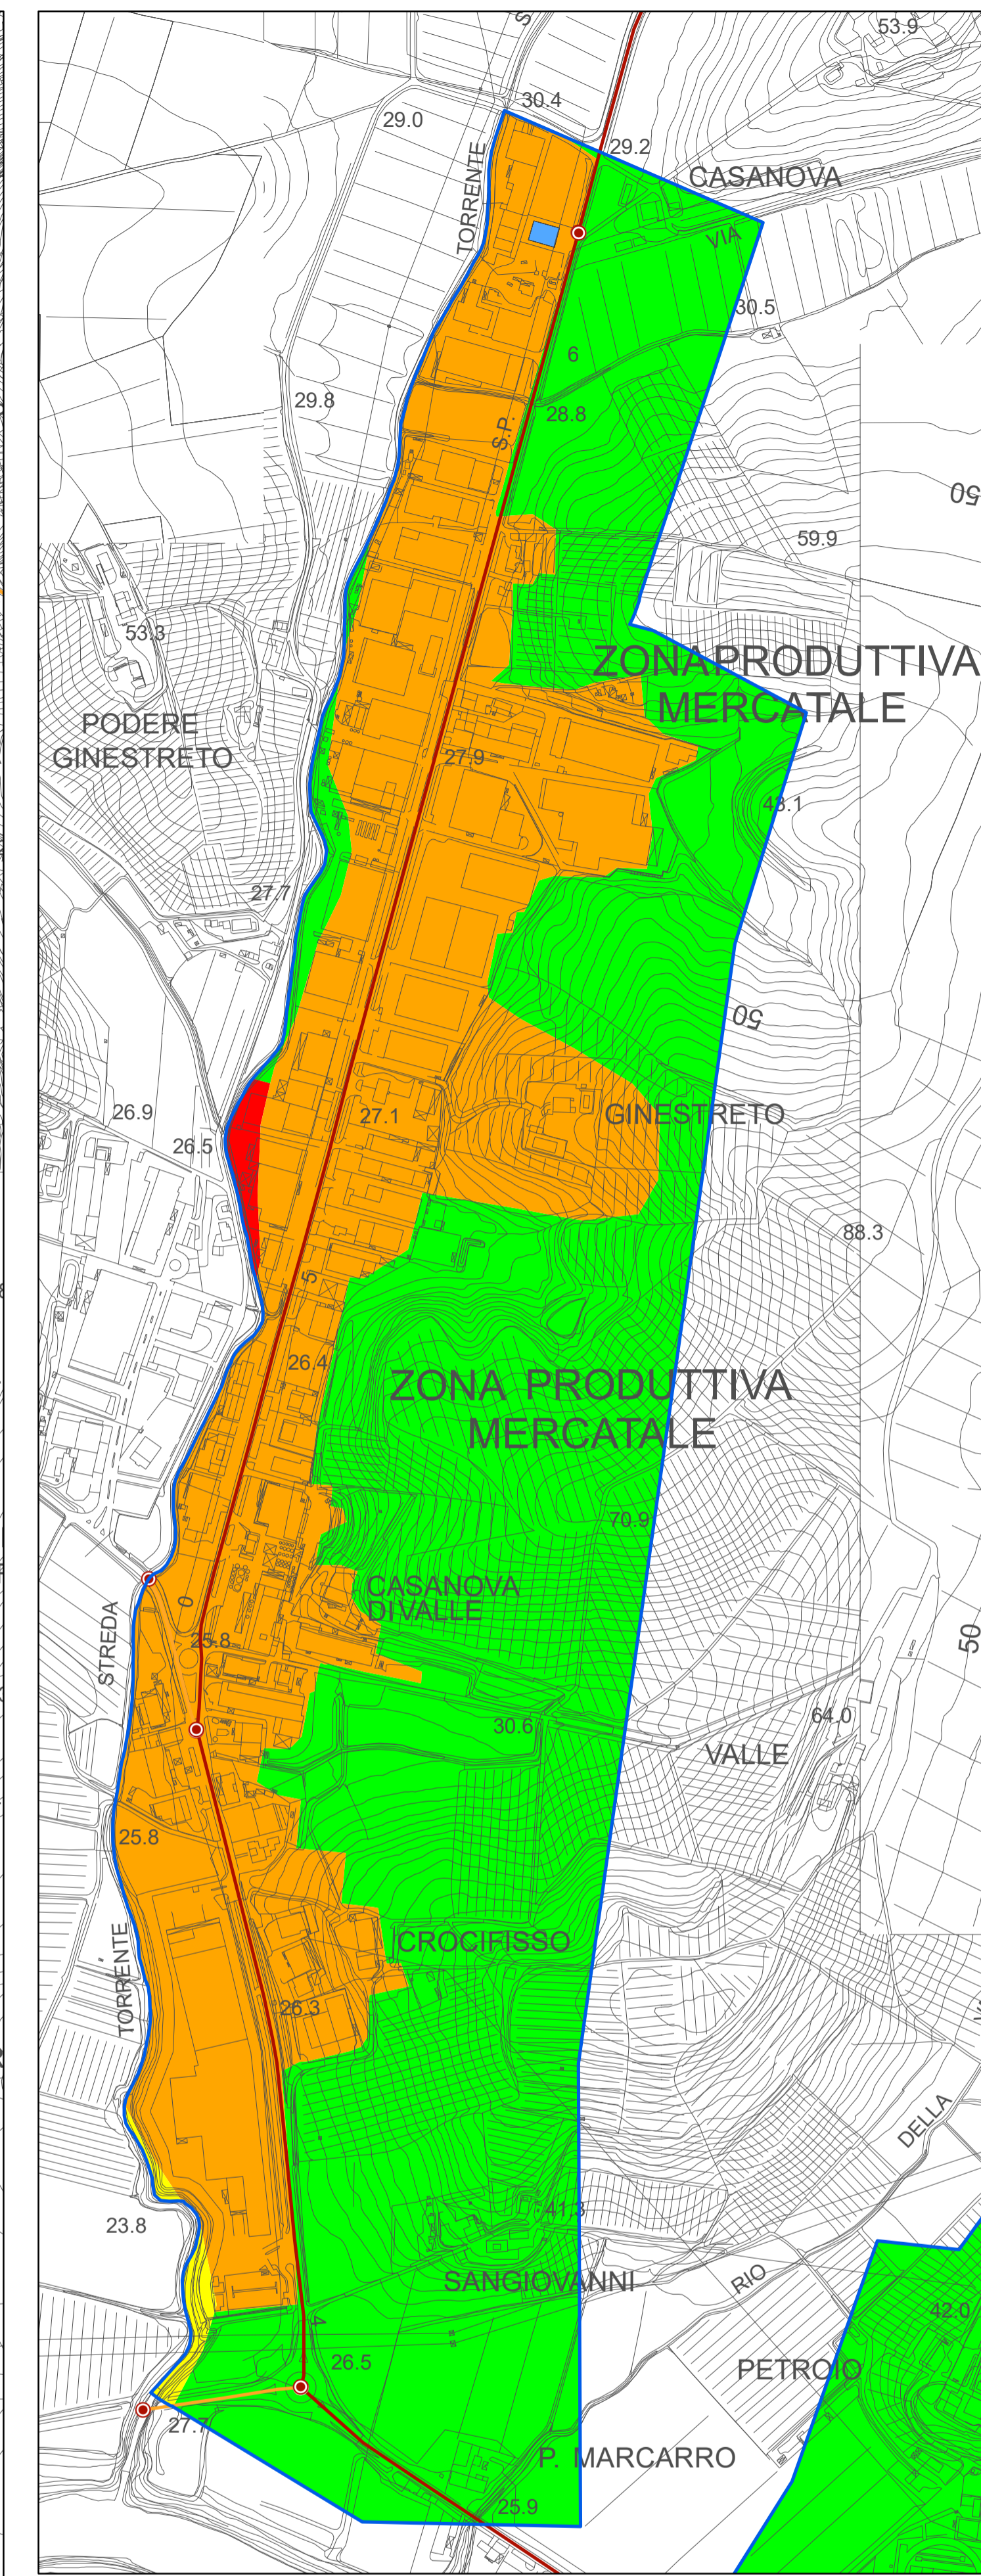 53.9
30.4
29.0
29.2
TORRENTE
CASANOVA
VIA
30.5
6
29.8
28.8
S.P.
50
59.9
53.3
ZONA PRODUTTIVA
MERCATALE
PODERE
GINESTRETO
27.9
43.1
27.7
50
26.9
27.1
GINESTRETO
26.5
88.3
5
26.4
ZONA PRODUTTIVA
MERCATALE
70.9
CASANOVA
DI VALLE
0
STREDA
25.8
50
30.6
64.0
VALLE
25.8
CROCIFISSO
TORRENTE
26.3
DELLA
41.3
23.8
SAN GIOVANNI
RIO
42.0
4
26.5
PETROIO
27.7
P. MARCARRO
25.9